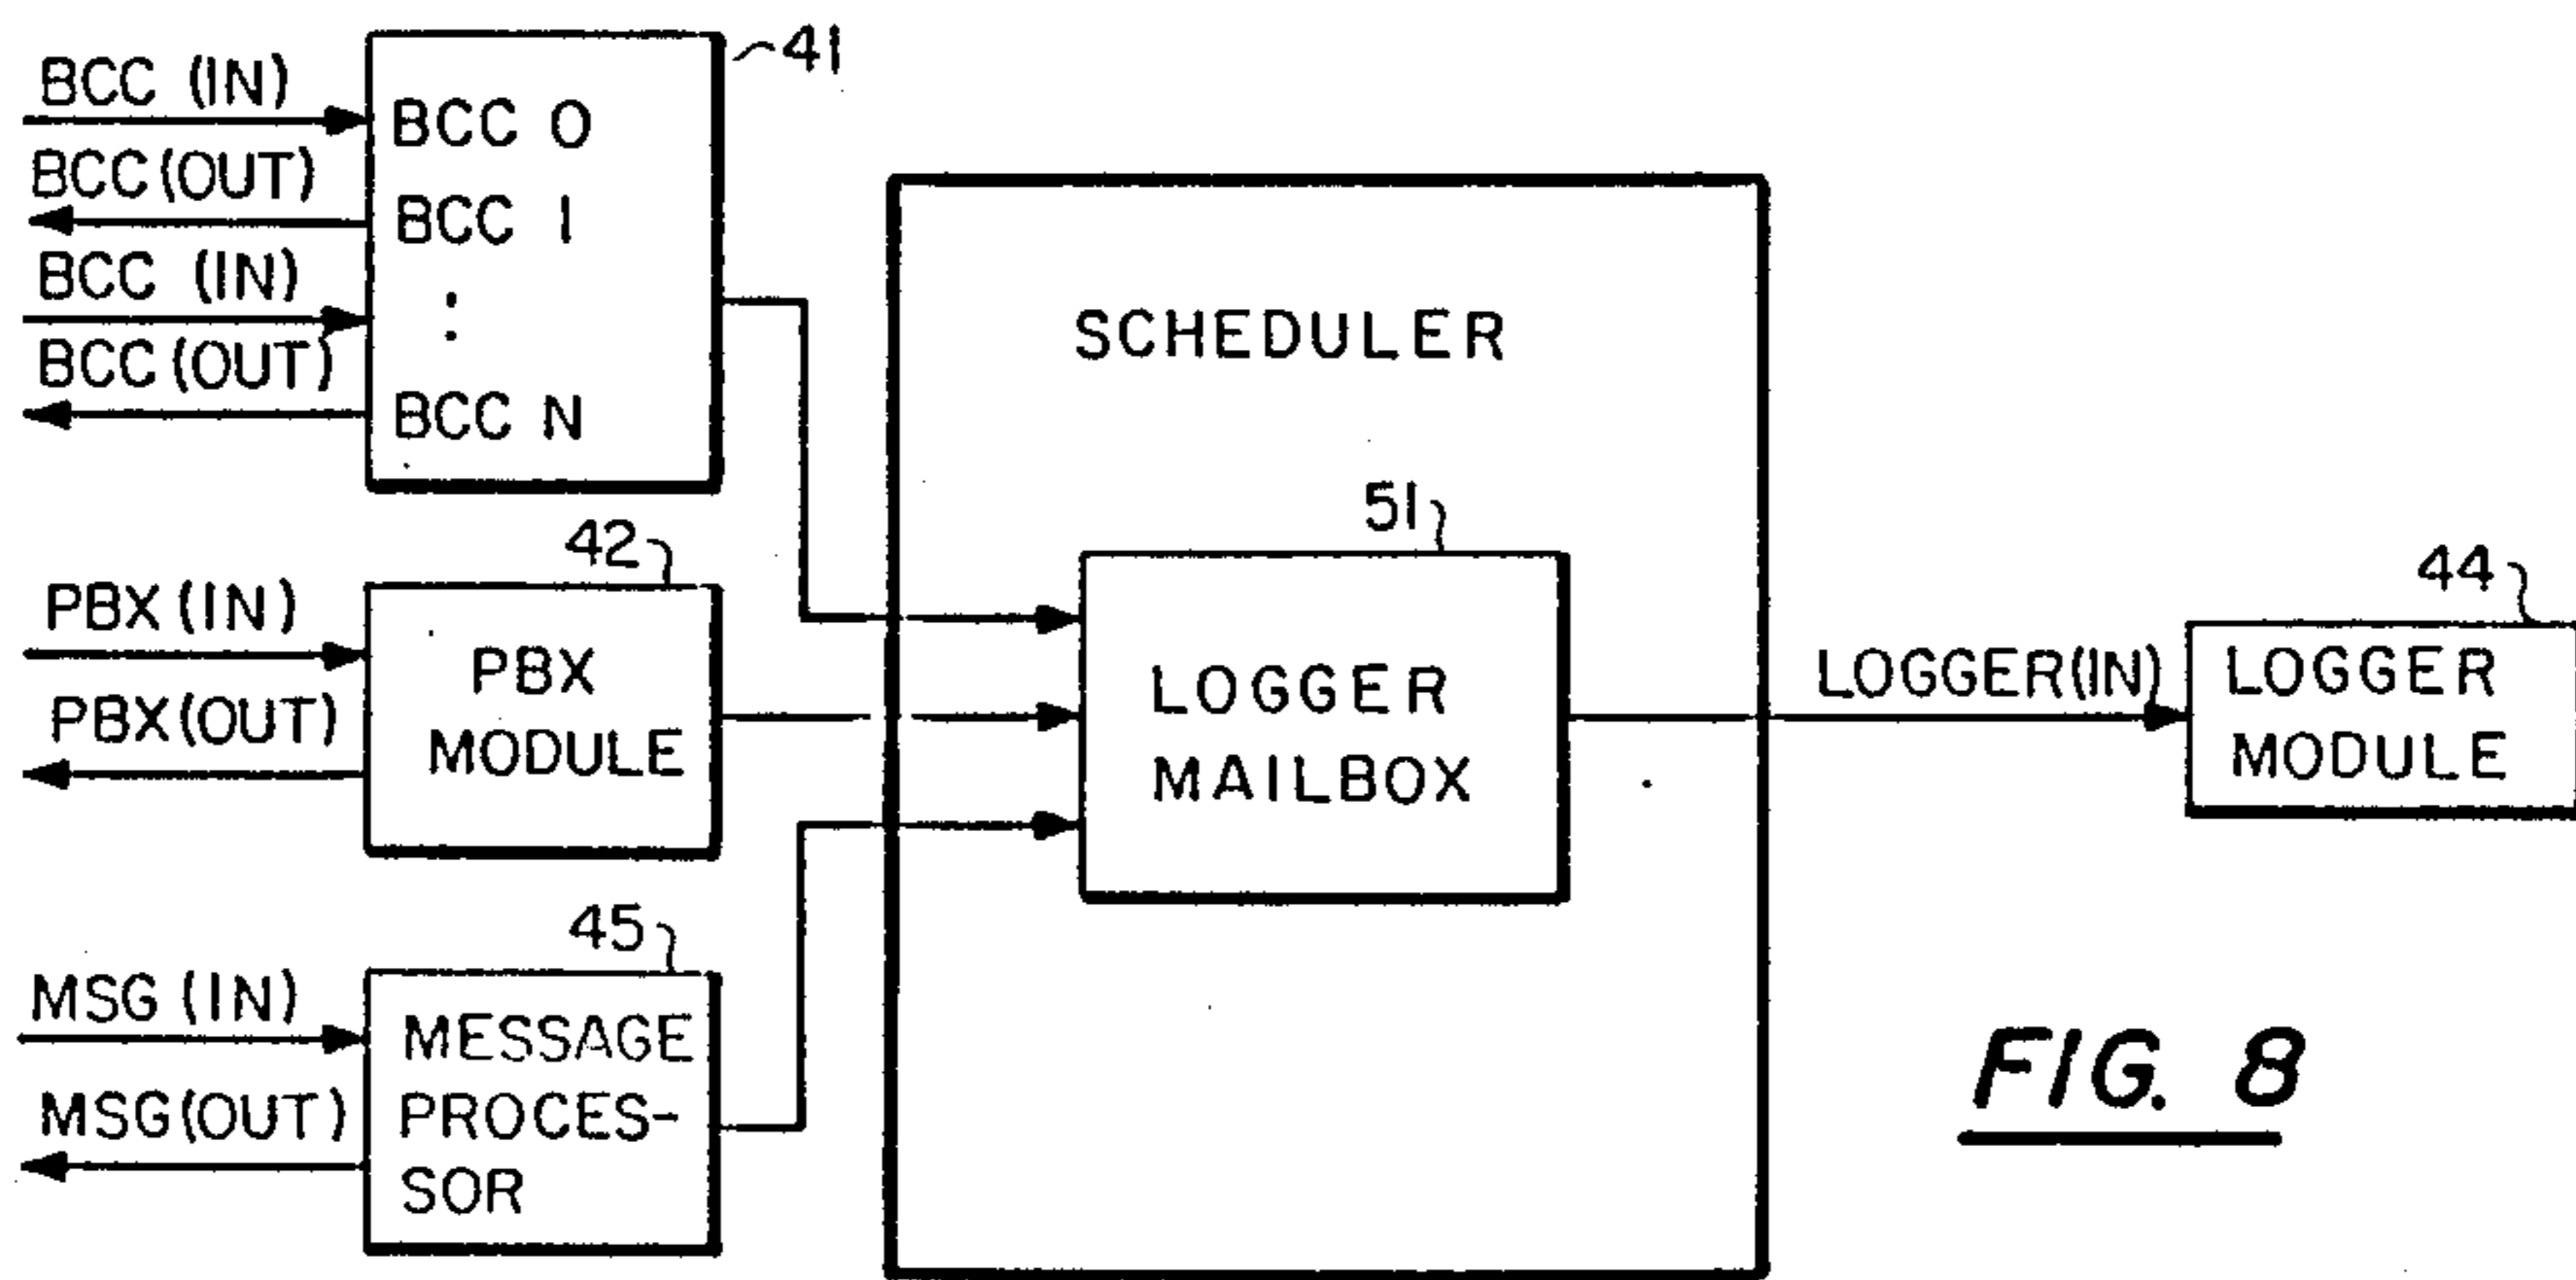 BCC (IN)
BCC (OUT)
BCC (IN)
BCC (OUT)
41
BCC 0
BCC 1
:
BCC N
PBX (IN)
PBX (OUT)
42
PBX
MODULE
MSG (IN)
MSG (OUT)
45
MESSAGE
PROCES-
SOR
SCHEDULER
51
LOGGER
MAILBOX
LOGGER (IN)
44
LOGGER
MODULE
FIG. 8